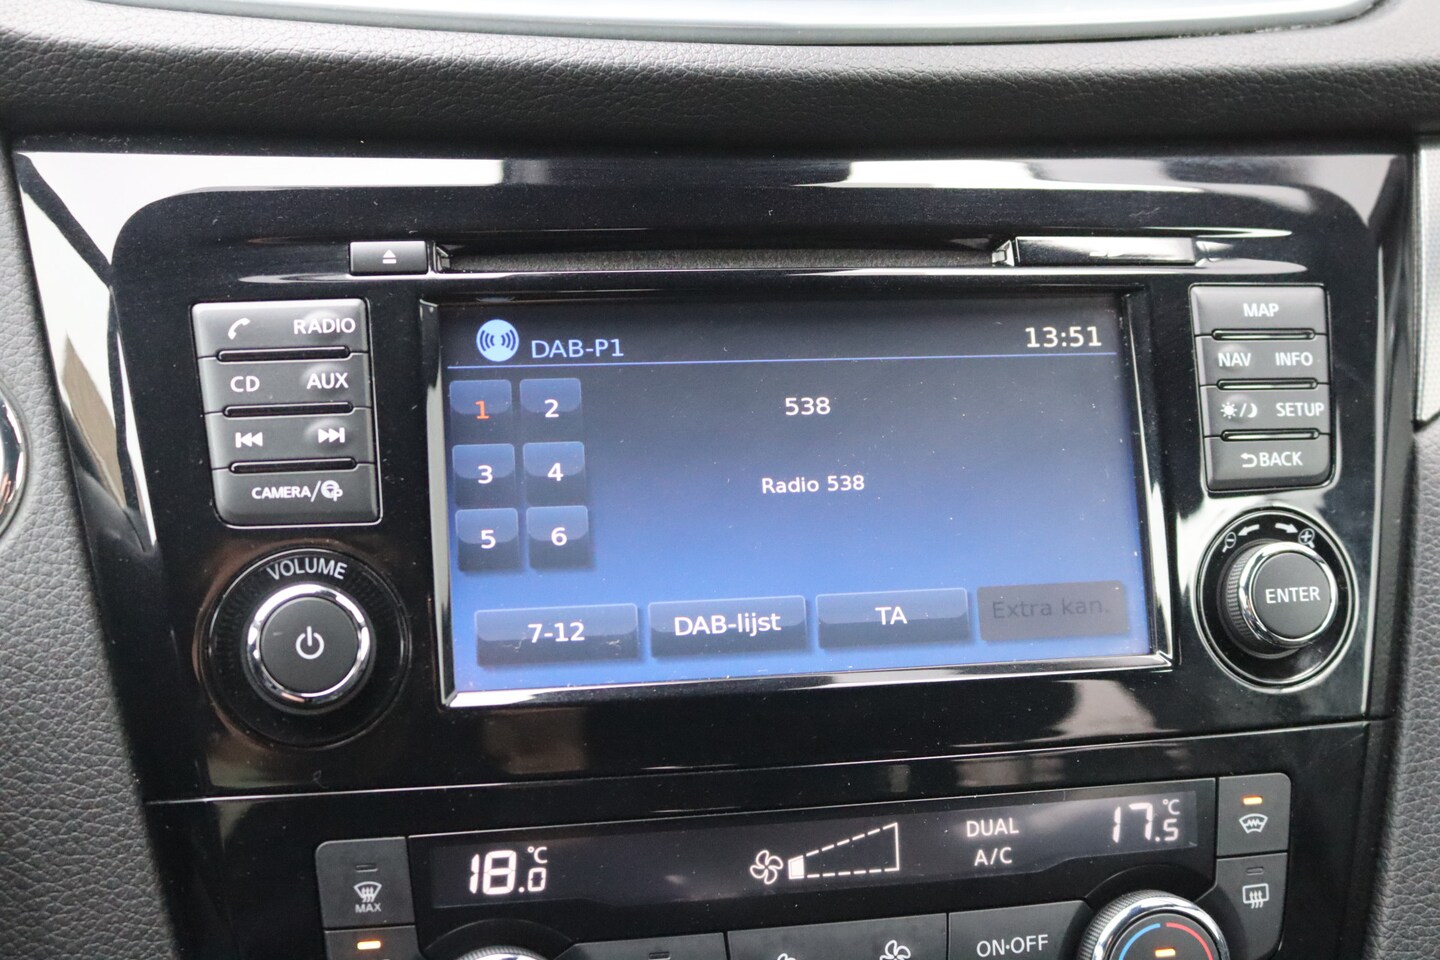 RADIO
CD AUX
CAMERA/
VOLUME
DAB-P1 13:51
1 2 538
3 4 Radio 538
5 6
7-12 DAB-lijst TA Extra kan.
MAP
NAV INFO
SETUP
BACK
ENTER
18.0 °C DUAL 17.5 °C
A/C
MAX
ON·OFF